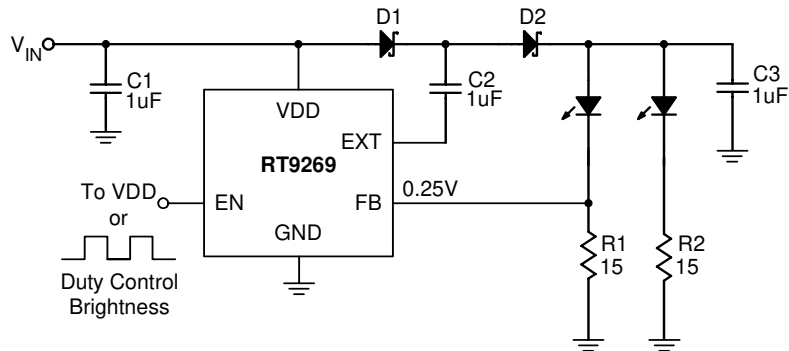 D1
D2
VIN
C1
1uF
C2
1uF
C3
1uF
VDD
EXT
RT9269
0.25V
To VDD
or
EN
FB
GND
R1
15
R2
15
Duty Control
Brightness